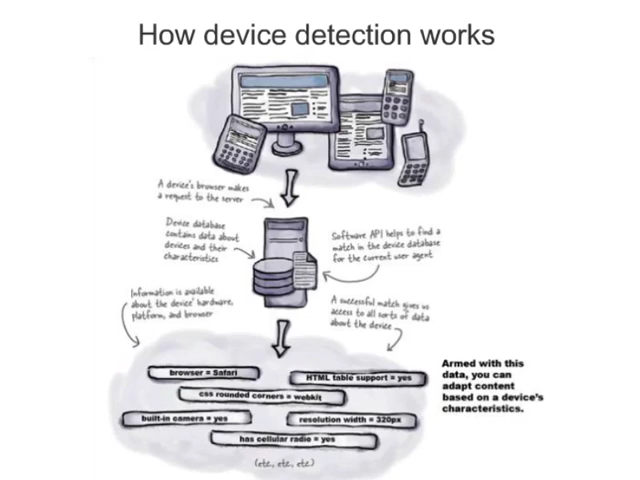 How device detection works
A device's browser makes
a request to the server
Device database
contains data about
devices and their
characteristics
Software API helps to find a
match in the device database
for the current user agent
Information is available
about the device' hardware,
platform, and browser
A successful match gives us
access to all sorts of data
about the device
browser = Safari
HTML table support = yes
css rounded corners = webkit
built-in camera = yes
resolution width = 320px
has cellular radio = yes
(etc., etc., etc.)
Armed with this
data, you can
adapt content
based on a device's
characteristics.